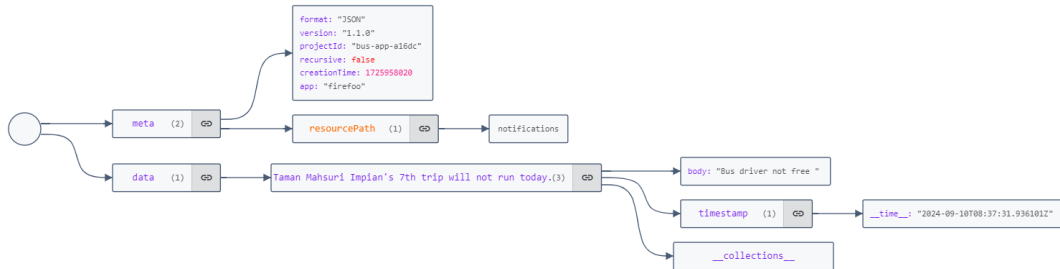 format: "JSON"
version: "1.1.0"
projectId: "bus-app-a16dc"
recursive: false
creationTime: 1725958020
app: "firefoo"
meta (2)
resourcePath (1)
notifications
data (1)
Taman Mahsuri Impian's 7th trip will not run today.(3)
body: "Bus driver not free "
timestamp (1)
__time__: "2024-09-10T08:37:31.936101Z"
__collections__